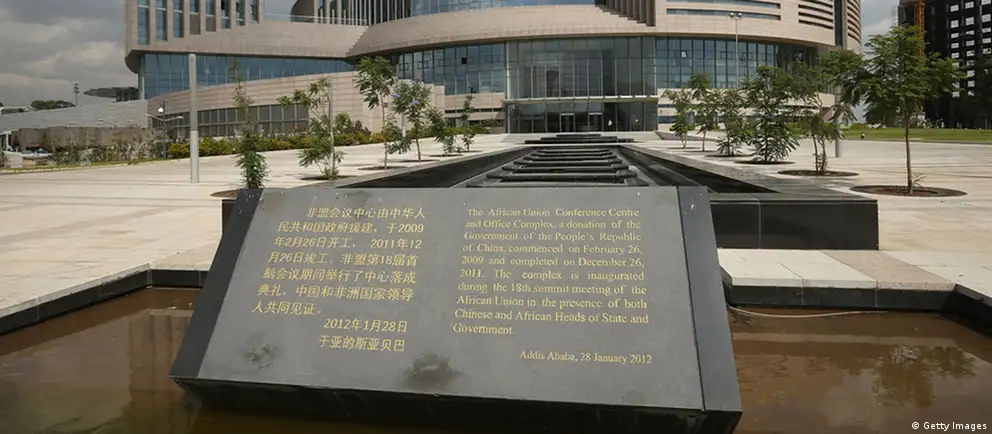 非盟会议中心由中华人
民共和国政府援建，于2009
年2月26日开工，2011年12
月26日竣工。非盟第18届首
脑会议期间举行了中心落成
典礼，中国和非洲国家领导
人共同见证。
2012年1月28日
于亚的斯亚贝巴
The African Union Conference Centre
and Office Complex, a donation of the
Government of the People's Republic
of China, commenced on February 26,
2009 and completed on December 26,
2011. The complex is inaugurated
during the 18th summit meeting of the
African Union in the presence of both
Chinese and African Heads of State and
Government.
Addis Ababa, 28 January 2012
© Getty Images